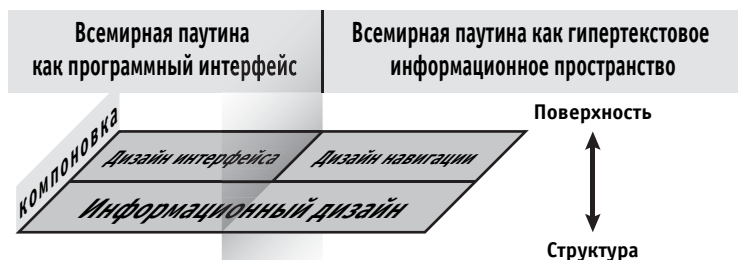 Всемирная паутина
как программный интерфейс
Всемирная паутина как гипертекстовое
информационное пространство
компоновка
Дизайн интерфейса
Дизайн навигации
Информационный дизайн
Поверхность
Структура